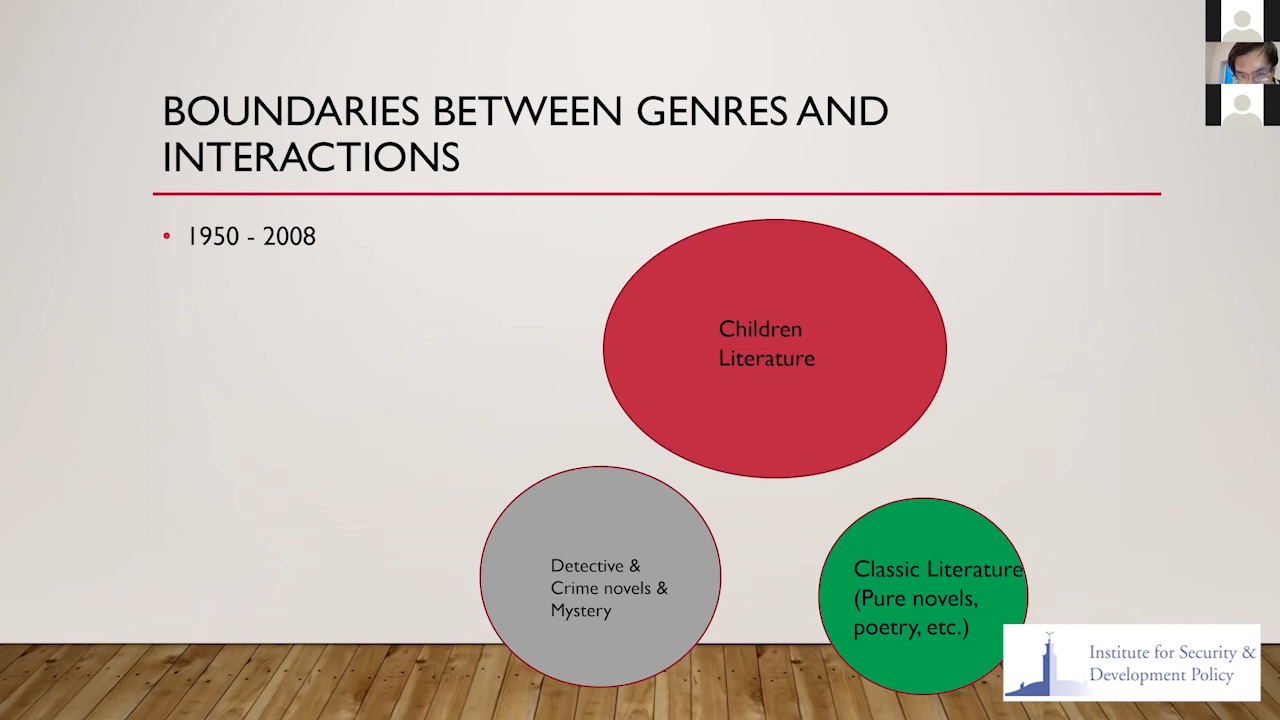 BOUNDARIES BETWEEN GENRES AND
INTERACTIONS
• 1950 - 2008
Children
Literature
Detective &
Crime novels &
Mystery
Classic Literature
(Pure novels,
poetry, etc.)
Institute for Security &
Development Policy